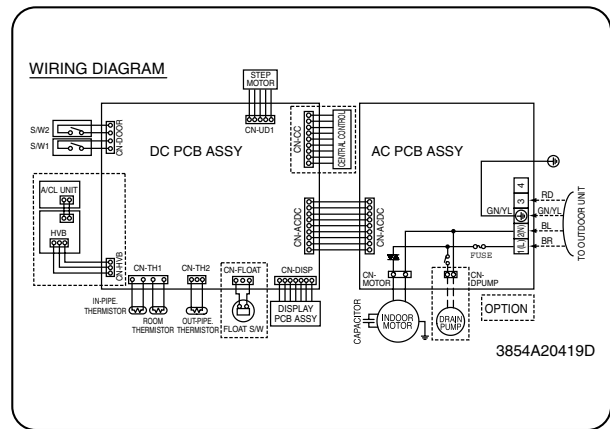 WIRING DIAGRAM
STEP
MOTOR
CN-UD1
S/W2
S/W1
CN-DOOR
DC PCB ASSY
CN-CC
CENTRAL CONTROL
AC PCB ASSY
A/CL UNIT
HVB
CN-HVB
CN-ACDC
CN-ACDC
4
3
2(N)
1(L)
GN/YL
RD
GN/YL
BL
BR
TO OUTDOOR UNIT
FUSE
CN-TH1
CN-TH2
CN-FLOAT
CN-DISP
CN-
MOTOR
CN-
DPUMP
IN-PIPE.
THERMISTOR
ROOM
THERMISTOR
OUT-PIPE.
THERMISTOR
FLOAT S/W
DISPLAY
PCB ASSY
CAPACITOR
INDOOR
MOTOR
DRAIN
PUMP
OPTION
3854A20419D